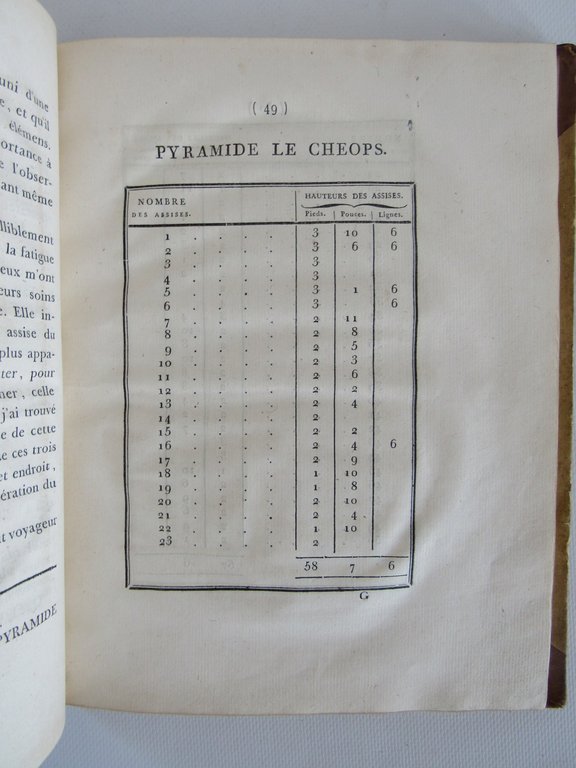 uni d'une
e, et qu'il
élémens.
ortance à
e l'obser-
ant même
lliblement
la fatigue
eux m'ont
eurs soins
e. Elle in-
assise du
plus appa-
ter, pour
ner, celle
j'ai trouvé
e de cette
e ces trois
et endroit,
ération du
t voyageur
PYRAMIDE
( 49 )
PYRAMIDE LE CHEOPS.
NOMBRE DES ASSISES. HAUTEURS DES ASSISES.
Pieds. Pouces. Lignes.
1 . . . . 3 10 6
2 . . . . 3 6 6
3 . . . . 3
4 . . . . 3
5 . . . . 3 1 6
6 . . . . 3 6
7 . . . . 2 11
8 . . . . 2 8
9 . . . . 2 5
10 . . . . 2 3
11 . . . . 2 6
12 . . . . 2 2
13 . . . . 2 4
14 . . . . 2
15 . . . . 2 2
16 . . . . 2 4 6
17 . . . . 2 9
18 . . . . 1 10
19 . . . . 1 8
20 . . . . 2 10
21 . . . . 2 4
22 . . . . 1 10
23 . . . . 2
58 7 6
G